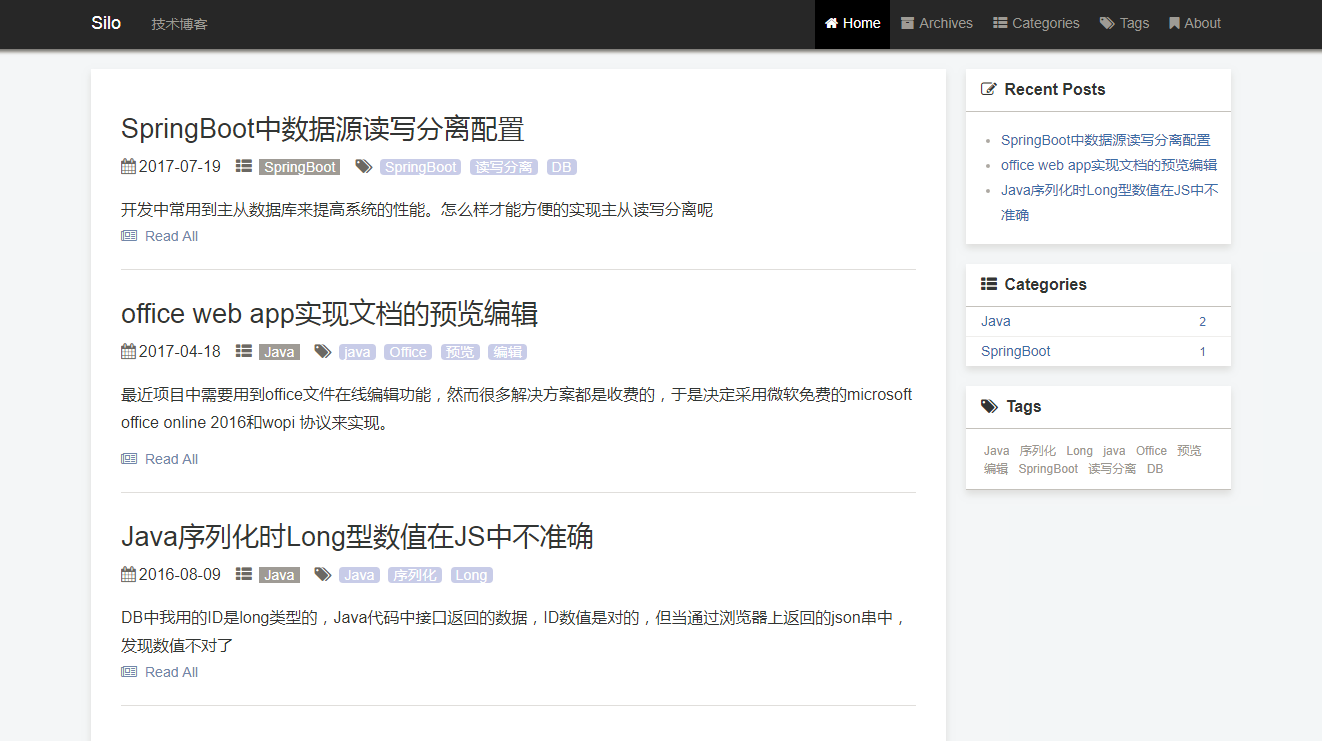 Silo 技术博客 Home Archives Categories Tags About
SpringBoot中数据源读写分离配置
2017-07-19 SpringBoot SpringBoot 读写分离 DB
开发中常用到主从数据库来提高系统的性能。怎么样才能方便的实现主从读写分离呢
Read All
office web app实现文档的预览编辑
2017-04-18 Java java Office 预览 编辑
最近项目中需要用到office文件在线编辑功能，然而很多解决方案都是收费的，于是决定采用微软免费的microsoft
office online 2016和wopi 协议来实现。
Read All
Java序列化时Long型数值在JS中不准确
2016-08-09 Java Java 序列化 Long
DB中我用的ID是long类型的，Java代码中接口返回的数据，ID数值是对的，但当通过浏览器上返回的json串中，
发现数值不对了
Read All
Recent Posts
SpringBoot中数据源读写分离配置
office web app实现文档的预览编辑
Java序列化时Long型数值在JS中不
准确
Categories
Java 2
SpringBoot 1
Tags
Java 序列化 Long java Office 预览
编辑 SpringBoot 读写分离 DB